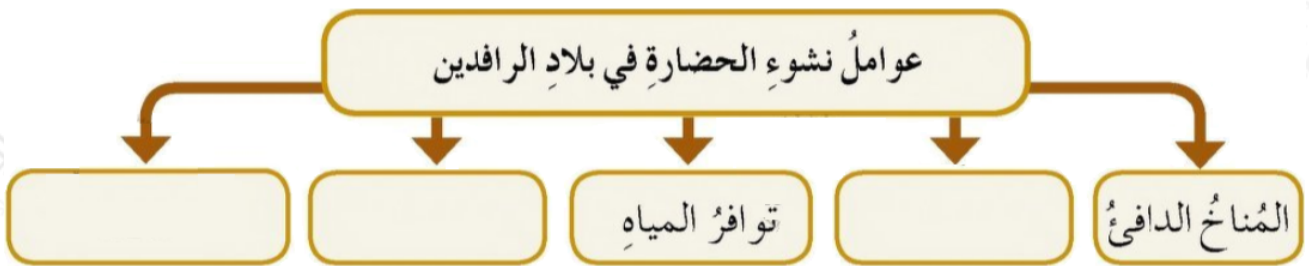 عواملُ نشوءِ الحضارةِ في بلادِ الرافدين
المُناخُ الدافئُ
توافرُ المياهِ